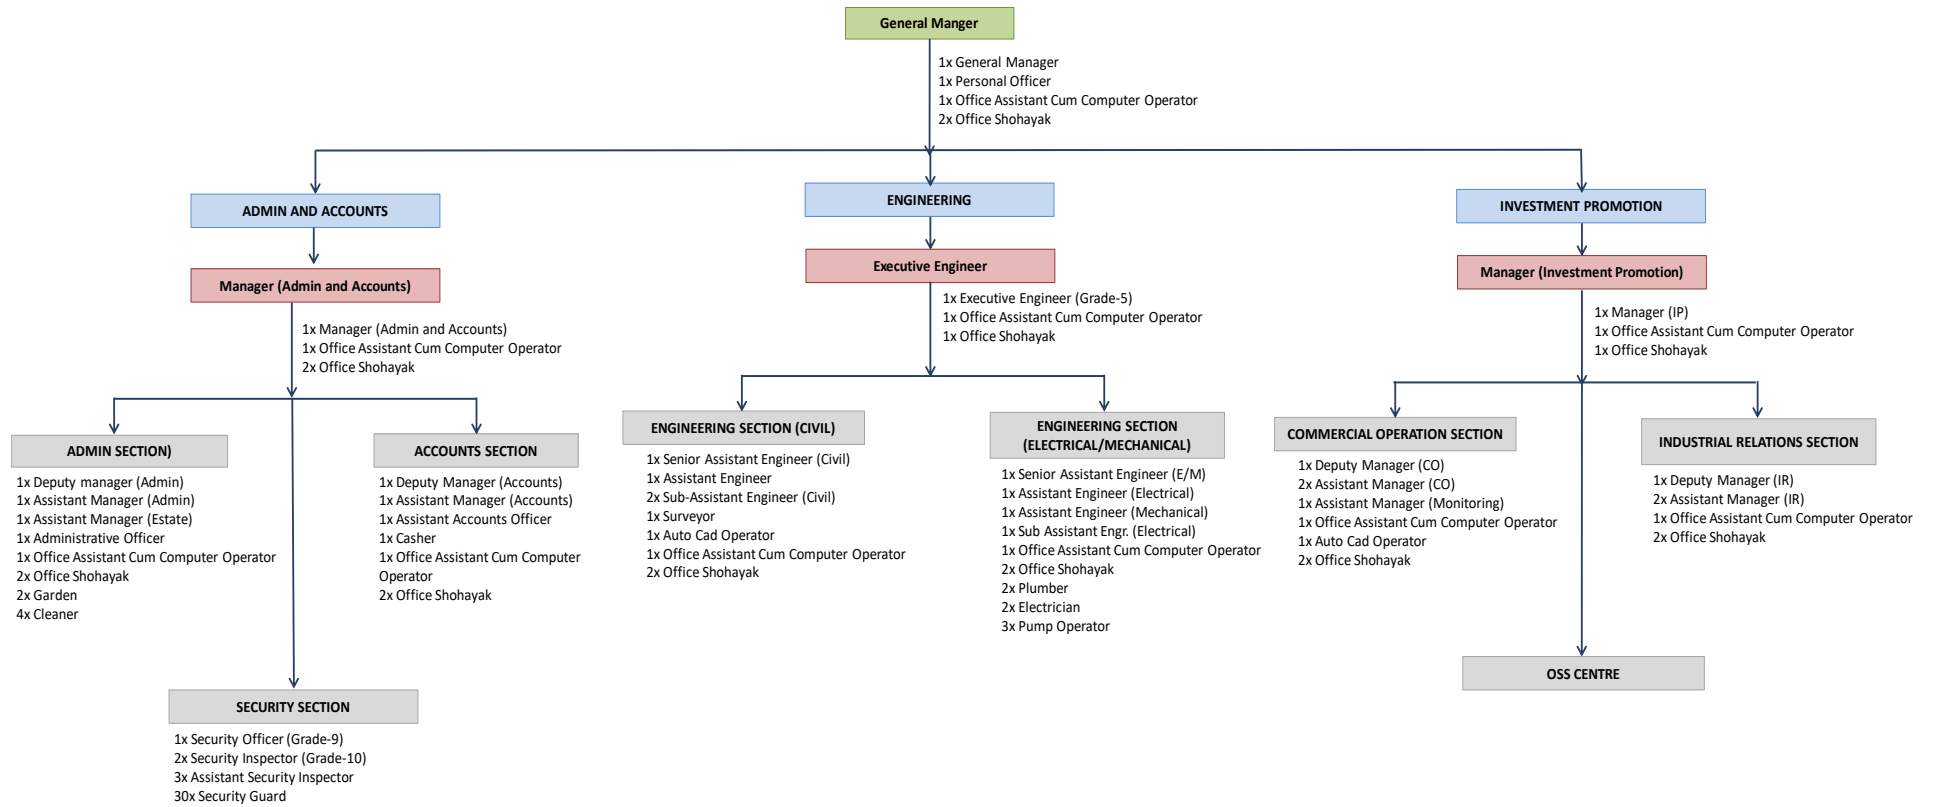 General Manger
1x General Manager
1x Personal Officer
1x Office Assistant Cum Computer Operator
2x Office Shohayak
ADMIN AND ACCOUNTS
Manager (Admin and Accounts)
1x Manager (Admin and Accounts)
1x Office Assistant Cum Computer Operator
2x Office Shohayak
ADMIN SECTION)
1x Deputy manager (Admin)
1x Assistant Manager (Admin)
1x Assistant Manager (Estate)
1x Administrative Officer
1x Office Assistant Cum Computer Operator
2x Office Shohayak
2x Garden
4x Cleaner
ACCOUNTS SECTION
1x Deputy Manager (Accounts)
1x Assistant Manager (Accounts)
1x Assistant Accounts Officer
1x Casher
1x Office Assistant Cum Computer
Operator
2x Office Shohayak
SECURITY SECTION
1x Security Officer (Grade-9)
2x Security Inspector (Grade-10)
3x Assistant Security Inspector
30x Security Guard
ENGINEERING
Executive Engineer
1x Executive Engineer (Grade-5)
1x Office Assistant Cum Computer Operator
1x Office Shohayak
ENGINEERING SECTION (CIVIL)
1x Senior Assistant Engineer (Civil)
1x Assistant Engineer
2x Sub-Assistant Engineer (Civil)
1x Surveyor
1x Auto Cad Operator
1x Office Assistant Cum Computer Operator
2x Office Shohayak
ENGINEERING SECTION
(ELECTRICAL/MECHANICAL)
1x Senior Assistant Engineer (E/M)
1x Assistant Engineer (Electrical)
1x Assistant Engineer (Mechanical)
1x Sub Assistant Engr. (Electrical)
1x Office Assistant Cum Computer Operator
2x Office Shohayak
2x Plumber
2x Electrician
3x Pump Operator
INVESTMENT PROMOTION
Manager (Investment Promotion)
1x Manager (IP)
1x Office Assistant Cum Computer Operator
1x Office Shohayak
COMMERCIAL OPERATION SECTION
1x Deputy Manager (CO)
2x Assistant Manager (CO)
1x Assistant Manager (Monitoring)
1x Office Assistant Cum Computer Operator
1x Auto Cad Operator
2x Office Shohayak
INDUSTRIAL RELATIONS SECTION
1x Deputy Manager (IR)
2x Assistant Manager (IR)
1x Office Assistant Cum Computer Operator
2x Office Shohayak
OSS CENTRE